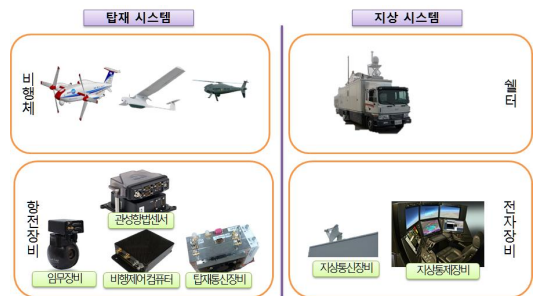 탑재 시스템
지상 시스템
비행체
쉘터
항전장비
관성항법센서
임무장비
비행제어컴퓨터
탑재통신장비
전자장비
지상통신장비
지상통제장비